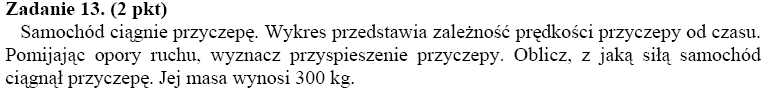 Zadanie 13. (2 pkt)
Samochód ciągnie przyczepę. Wykres przedstawia zależność prędkości przyczepy od czasu.
Pomijając opory ruchu, wyznacz przyspieszenie przyczepy. Oblicz, z jaką siłą samochód
ciągnął przyczepę. Jej masa wynosi 300 kg.